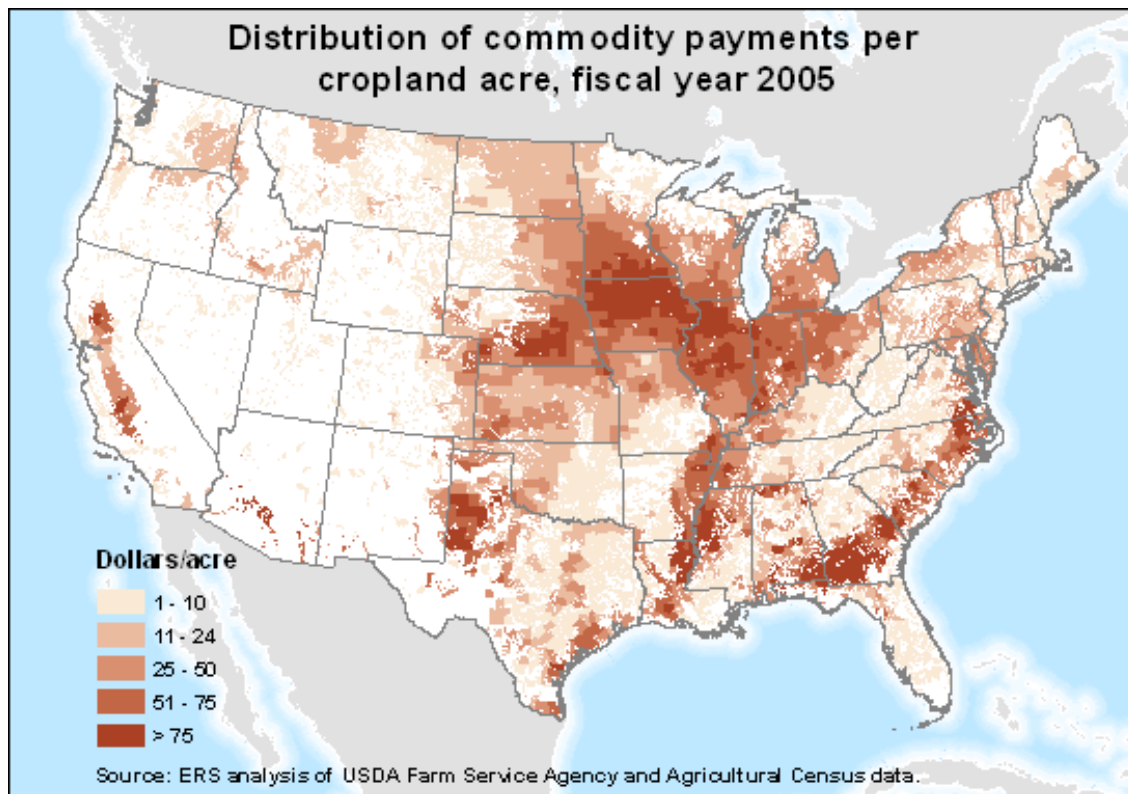 Distribution of commodity payments per
cropland acre, fiscal year 2005
Dollars/acre
1 - 10
11 - 24
25 - 50
51 - 75
> 75
Source: ERS analysis of USDA Farm Service Agency and Agricultural Census data.